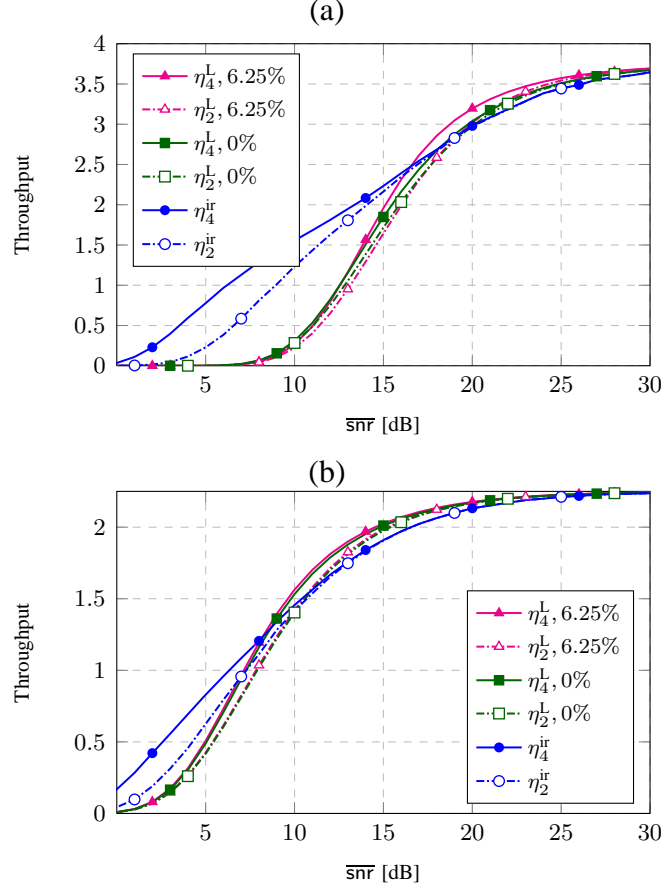 (a)
4
3.5
3
2.5
2
1.5
1
0.5
0
Throughput
η₄ᴸ, 6.25%
η₂ᴸ, 6.25%
η₄ᴸ, 0%
η₂ᴸ, 0%
η₄ⁱʳ
η₂ⁱʳ
5 10 15 20 25 30
s̅n̅r̅ [dB]
(b)
2
1.5
1
0.5
0
Throughput
η₄ᴸ, 6.25%
η₂ᴸ, 6.25%
η₄ᴸ, 0%
η₂ᴸ, 0%
η₄ⁱʳ
η₂ⁱʳ
5 10 15 20 25 30
s̅n̅r̅ [dB]